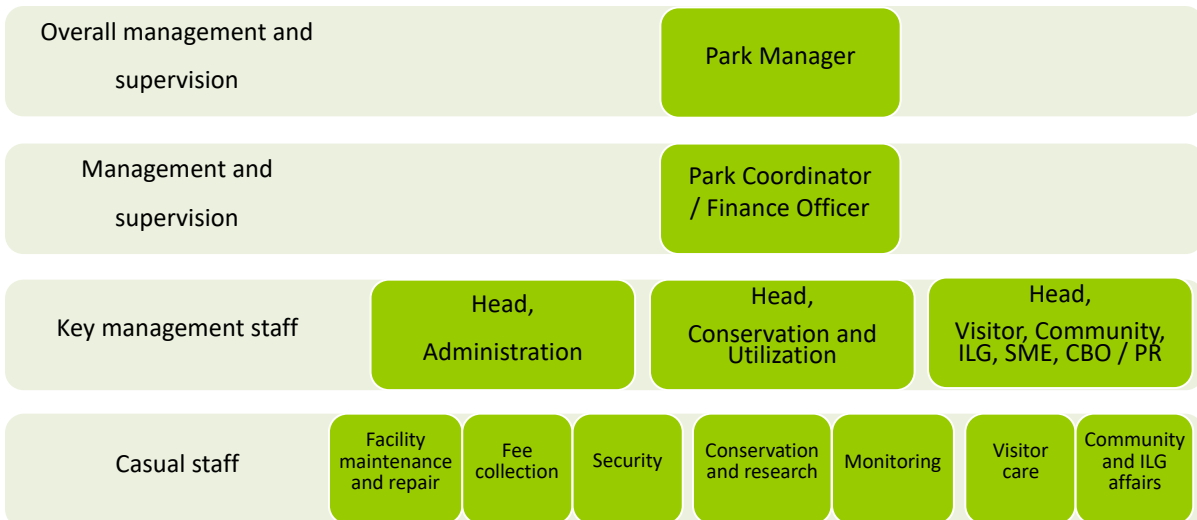 Overall management and
supervision
Park Manager
Management and
supervision
Park Coordinator
/ Finance Officer
Key management staff
Head,
Administration
Head,
Conservation and
Utilization
Head,
Visitor, Community,
ILG, SME, CBO / PR
Casual staff
Facility
maintenance
and repair
Fee
collection
Security
Conservation
and research
Monitoring
Visitor
care
Community
and ILG
affairs